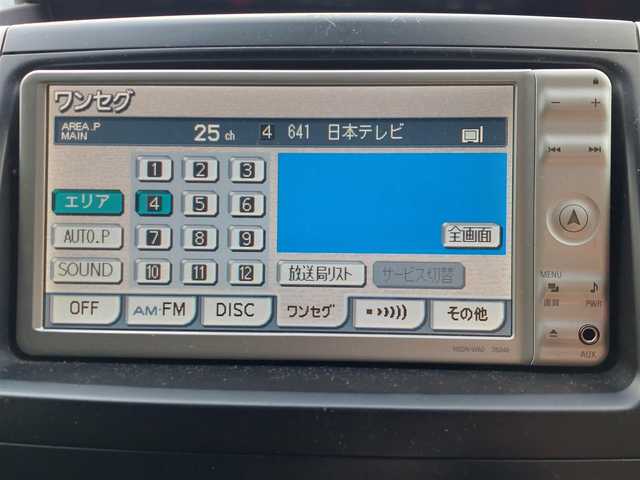 ワンセグ
AREA.P
MAIN
25 ch 4 641 日本テレビ
1 2 3
エリア 4 5 6
AUTO.P 7 8 9
全画面
SOUND 10 11 12 放送局リスト サービス切替
OFF AM·FM DISC ワンセグ その他
MENU
画質 PWR
AUX